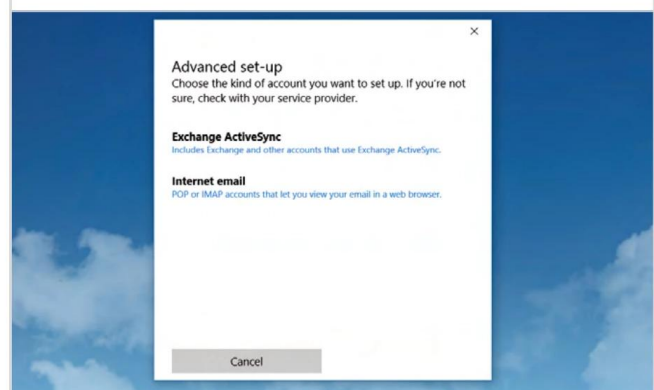 Advanced set-up
Choose the kind of account you want to set up. If you're not
sure, check with your service provider.
Exchange ActiveSync
Includes Exchange and other accounts that use Exchange ActiveSync.
Internet email
POP or IMAP accounts that let you view your email in a web browser.
Cancel